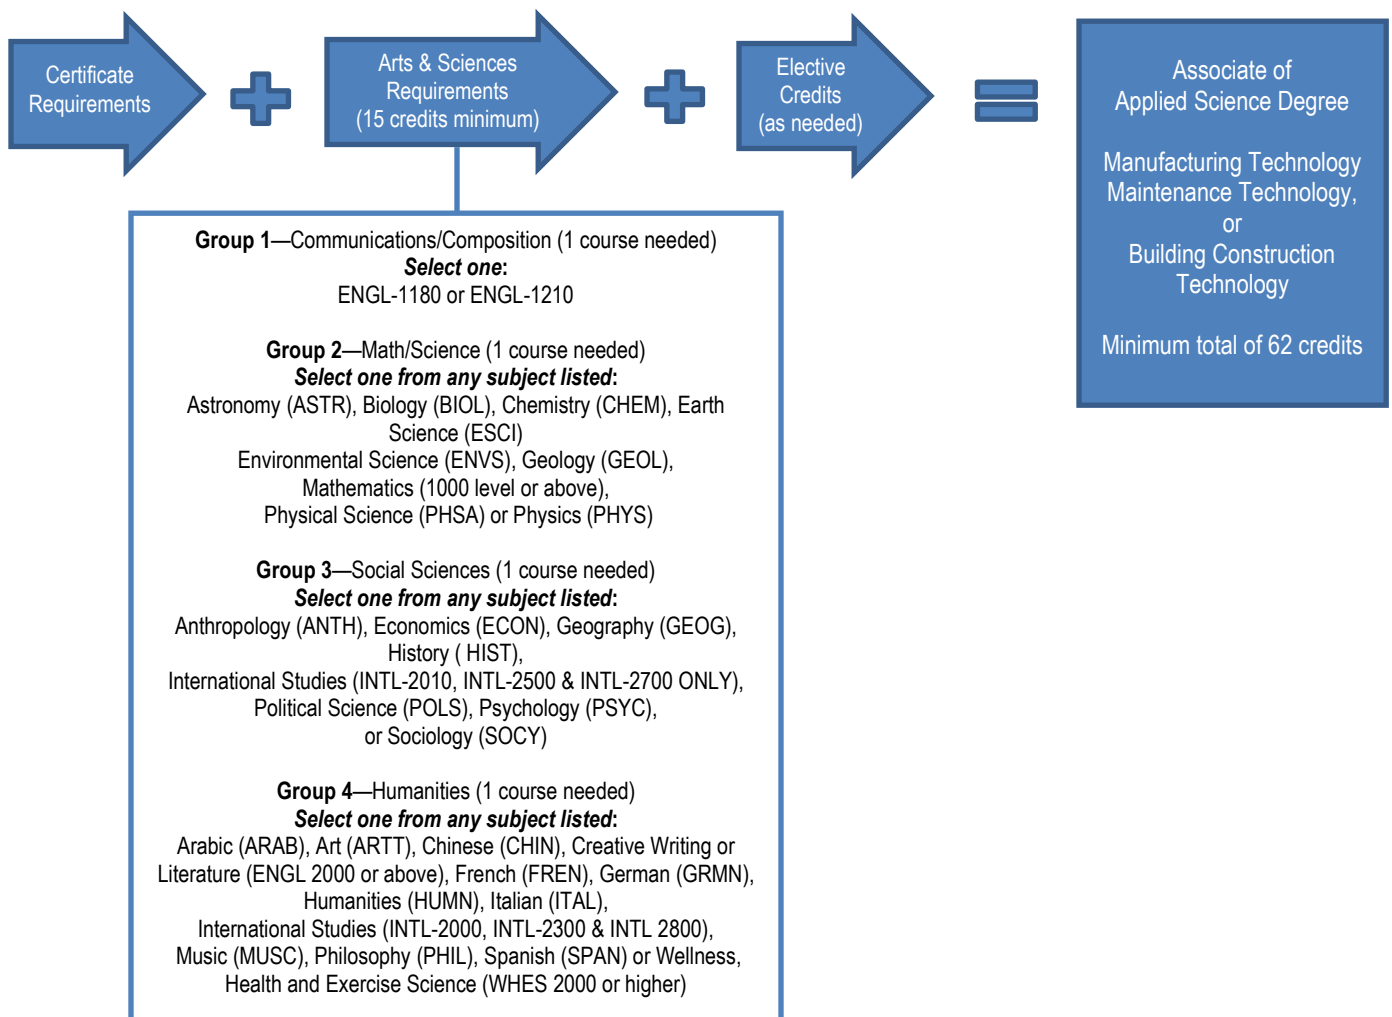 Certificate
Requirements
Arts & Sciences
Requirements
(15 credits minimum)
Elective
Credits
(as needed)
Associate of
Applied Science Degree
Manufacturing Technology
Maintenance Technology,
or
Building Construction
Technology
Minimum total of 62 credits
Group 1—Communications/Composition (1 course needed)
Select one:
ENGL-1180 or ENGL-1210
Group 2—Math/Science (1 course needed)
Select one from any subject listed:
Astronomy (ASTR), Biology (BIOL), Chemistry (CHEM), Earth
Science (ESCI)
Environmental Science (ENVS), Geology (GEOL),
Mathematics (1000 level or above),
Physical Science (PHSA) or Physics (PHYS)
Group 3—Social Sciences (1 course needed)
Select one from any subject listed:
Anthropology (ANTH), Economics (ECON), Geography (GEOG),
History ( HIST),
International Studies (INTL-2010, INTL-2500 & INTL-2700 ONLY),
Political Science (POLS), Psychology (PSYC),
or Sociology (SOCY)
Group 4—Humanities (1 course needed)
Select one from any subject listed:
Arabic (ARAB), Art (ARTT), Chinese (CHIN), Creative Writing or
Literature (ENGL 2000 or above), French (FREN), German (GRMN),
Humanities (HUMN), Italian (ITAL),
International Studies (INTL-2000, INTL-2300 & INTL 2800),
Music (MUSC), Philosophy (PHIL), Spanish (SPAN) or Wellness,
Health and Exercise Science (WHES 2000 or higher)